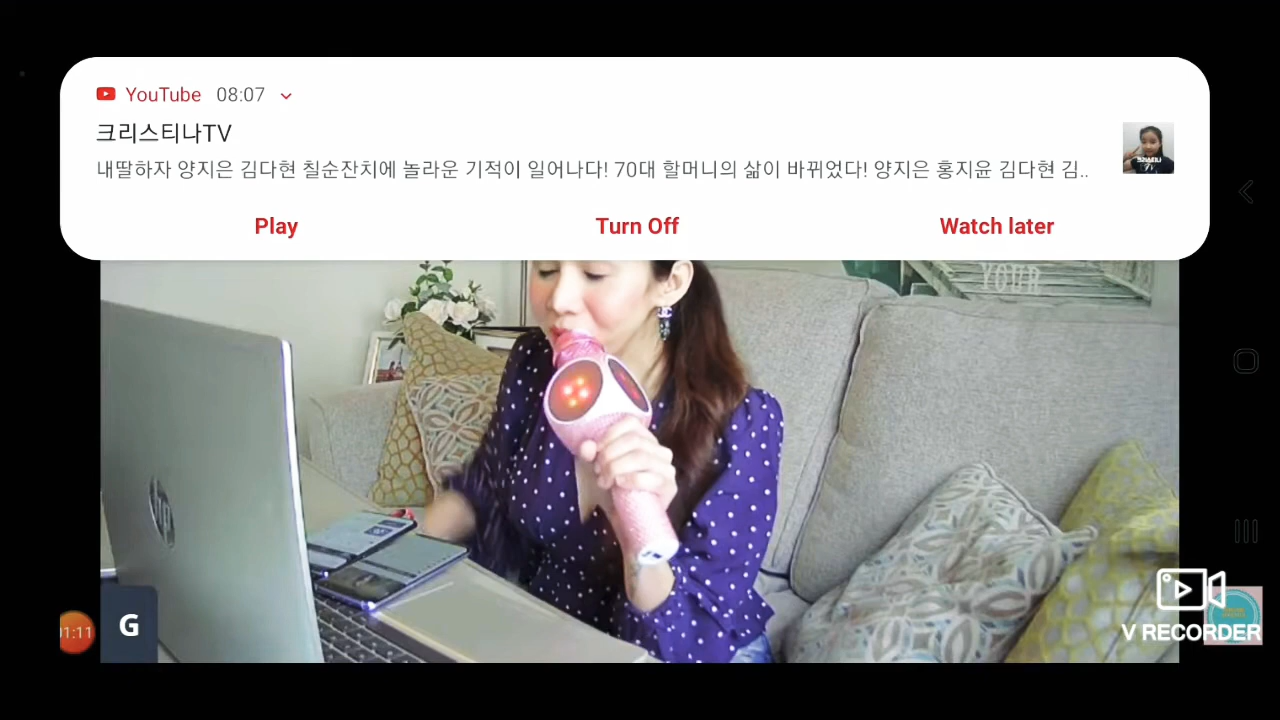 YouTube 08:07
크리스티나TV
내딸하자 양지은 김다현 칠순잔치에 놀라운 기적이 일어나다! 70대 할머니의 삶이 바뀌었다! 양지은 홍지윤 김다현 김..
Play Turn Off Watch later
YOUR
hp
G
01:11
V RECORDER